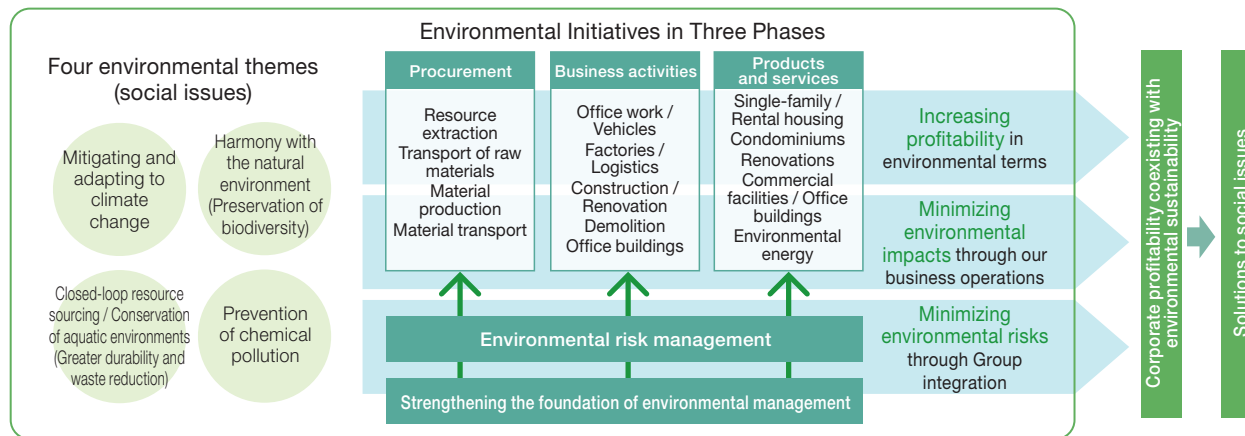 Environmental Initiatives in Three Phases
Four environmental themes
(social issues)
Mitigating and
adapting to
climate
change
Harmony with
the natural
environment
(Preservation of
biodiversity)
Closed-loop resource
sourcing / Conservation
of aquatic environments
(Greater durability and
waste reduction)
Prevention
of chemical
pollution
Procurement
Resource
extraction
Transport of raw
materials
Material
production
Material transport
Business activities
Office work /
Vehicles
Factories /
Logistics
Construction /
Renovation
Demolition
Office buildings
Products
and services
Single-family /
Rental housing
Condominiums
Renovations
Commercial
facilities / Office
buildings
Environmental
energy
Environmental risk management
Strengthening the foundation of environmental management
Increasing
profitability in
environmental terms
Minimizing
environmental
impacts through our
business operations
Minimizing
environmental risks
through Group
integration
Corporate profitability coexisting with
environmental sustainability
Solutions to social issues